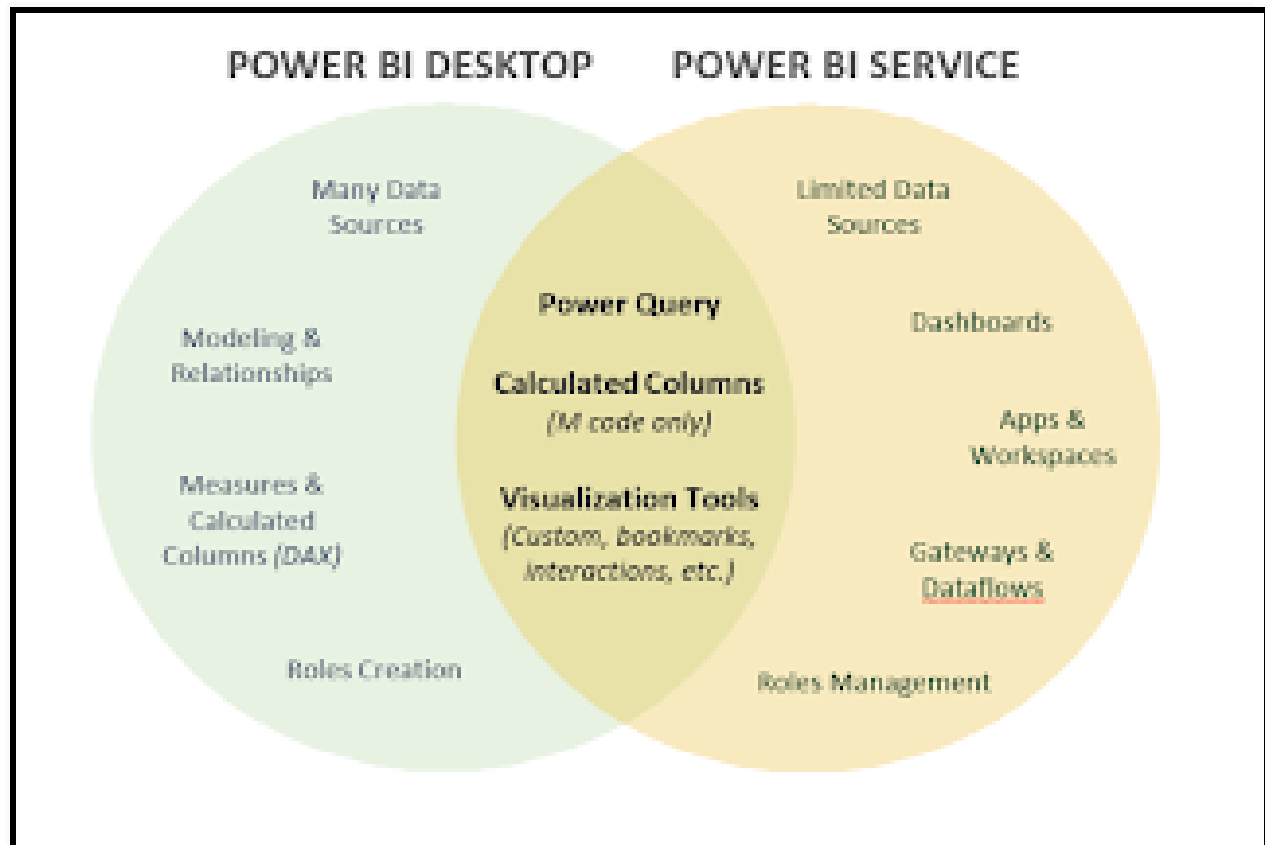 POWER BI DESKTOP
POWER BI SERVICE
Many Data
Sources
Modeling &
Relationships
Measures &
Calculated
Columns (DAX)
Roles Creation
Power Query
Calculated Columns
(M code only)
Visualization Tools
(Custom, bookmarks,
interactions, etc.)
Limited Data
Sources
Dashboards
Apps &
Workspaces
Gateways &
Dataflows
Roles Management